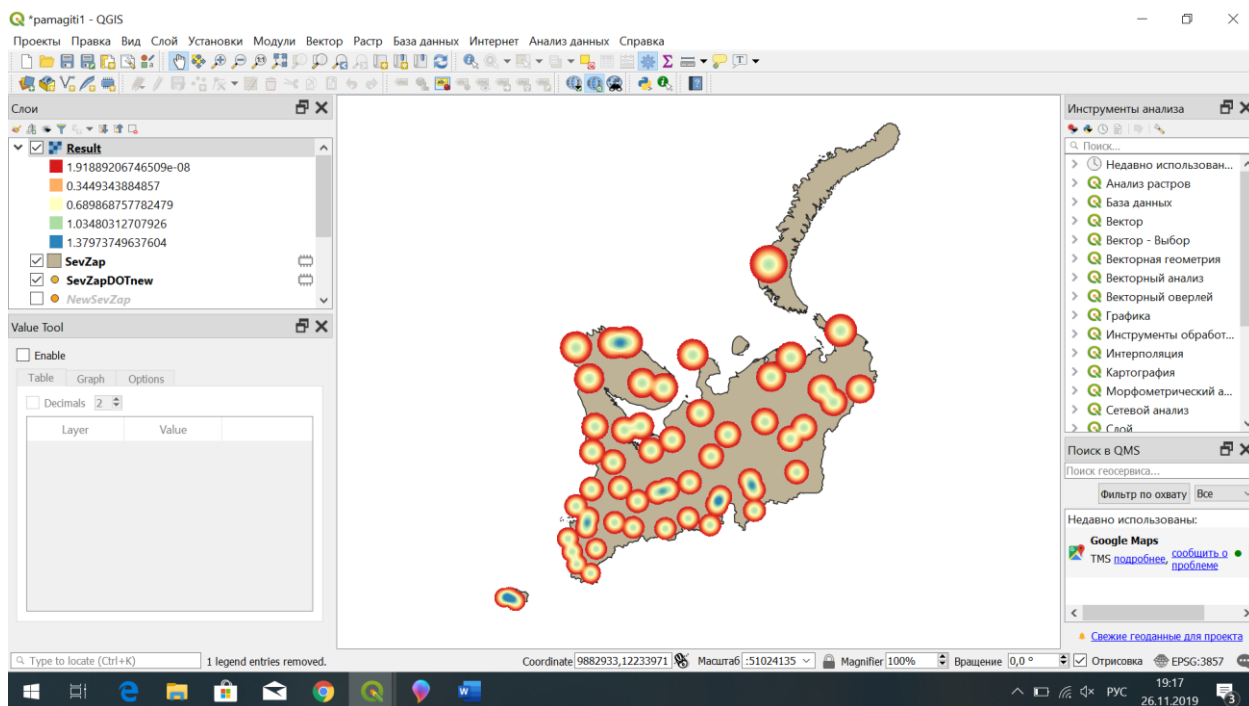 *pamagiti1 - QGIS
Проекты Правка Вид Слой Установки Модули Вектор Растр База данных Интернет Анализ данных Справка
Слои
Result
1.91889206746509e-08
0.3449343884857
0.689868757782479
1.03480312707926
1.37973749637604
SevZap
SevZapDOTnew
NewSevZap
Value Tool
Enable
Table Graph Options
Decimals 2
Layer Value
Инструменты анализа
Поиск...
Недавно использован...
Анализ растров
База данных
Вектор
Вектор - Выбор
Векторная геометрия
Векторный анализ
Векторный оверлей
Графика
Инструменты обработ...
Интерполяция
Картография
Морфометрический а...
Сетевой анализ
Слой
Поиск в QMS
Поиск геосервиса...
Фильтр по охвату Все
Недавно использованы:
Google Maps
TMS подробнее, сообщить о
проблеме
Свежие геоданные для проекта
Type to locate (Ctrl+K) 1 legend entries removed. Coordinate 9882933,12233971 Масштаб :51024135 Magnifier 100% Вращение 0,0 ° Отрисовка EPSG:3857
РУС
19:17
26.11.2019
3